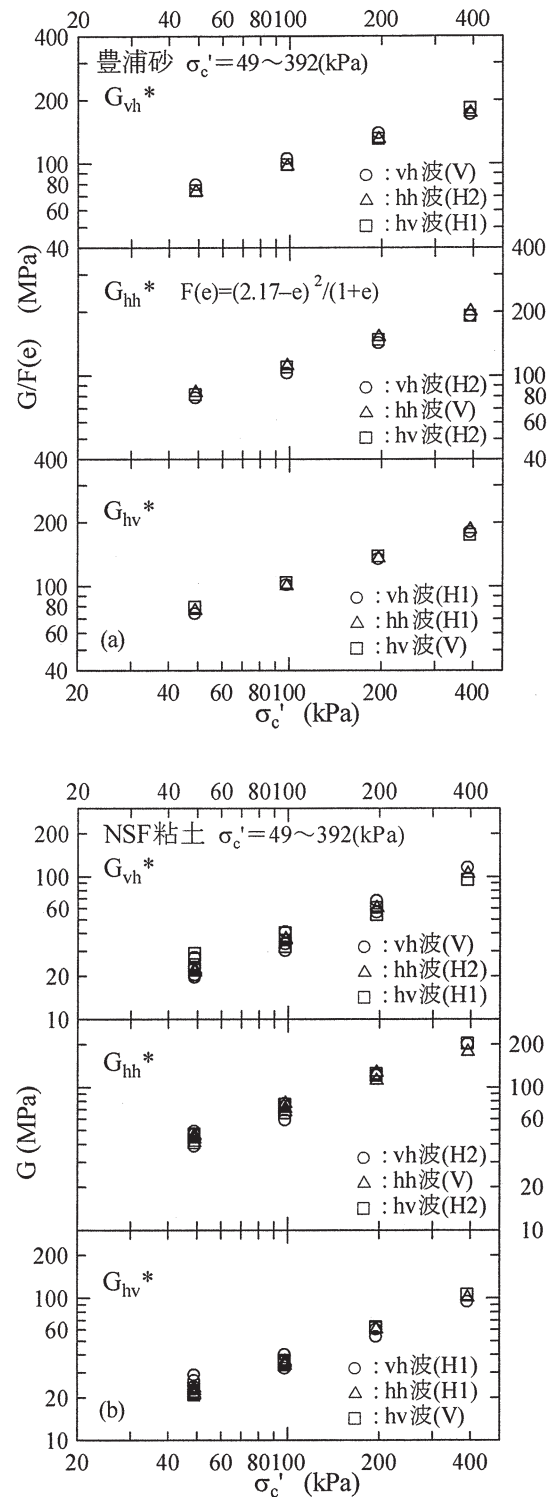 20 40 60 80100 200 400
400
豊浦砂 σc'=49～392(kPa)
Gvh*
200
100
80
60
40
○ : vh波(V)
△ : hh波(H2)
□ : hv波(H1)
400
Ghh* F(e)=(2.17–e)²/(1+e)
200
100
80
60
40
○ : vh波(H2)
△ : hh波(V)
□ : hv波(H2)
G/F(e) (MPa)
400
Ghv*
200
100
80
60
40
○ : vh波(H1)
△ : hh波(H1)
□ : hv波(V)
(a)
20 40 60 80100 200 400
σc' (kPa)
20 40 60 80100 200 400
NSF粘土 σc'=49～392(kPa)
200
Gvh*
100
60
20
10
○ : vh波(V)
△ : hh波(H2)
□ : hv波(H1)
Ghh*
200
100
60
20
10
○ : vh波(H2)
△ : hh波(V)
□ : hv波(H2)
G (MPa)
200
Ghv*
100
60
20
10
○ : vh波(H1)
△ : hh波(H1)
□ : hv波(V)
(b)
20 40 60 80100 200 400
σc' (kPa)